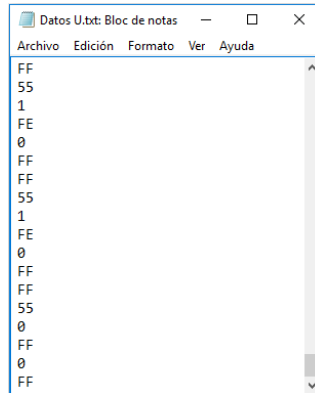 Datos U.txt: Bloc de notas
Archivo Edición Formato Ver Ayuda
FF
55
1
FE
0
FF
FF
55
1
FE
0
FF
FF
55
0
FF
0
FF